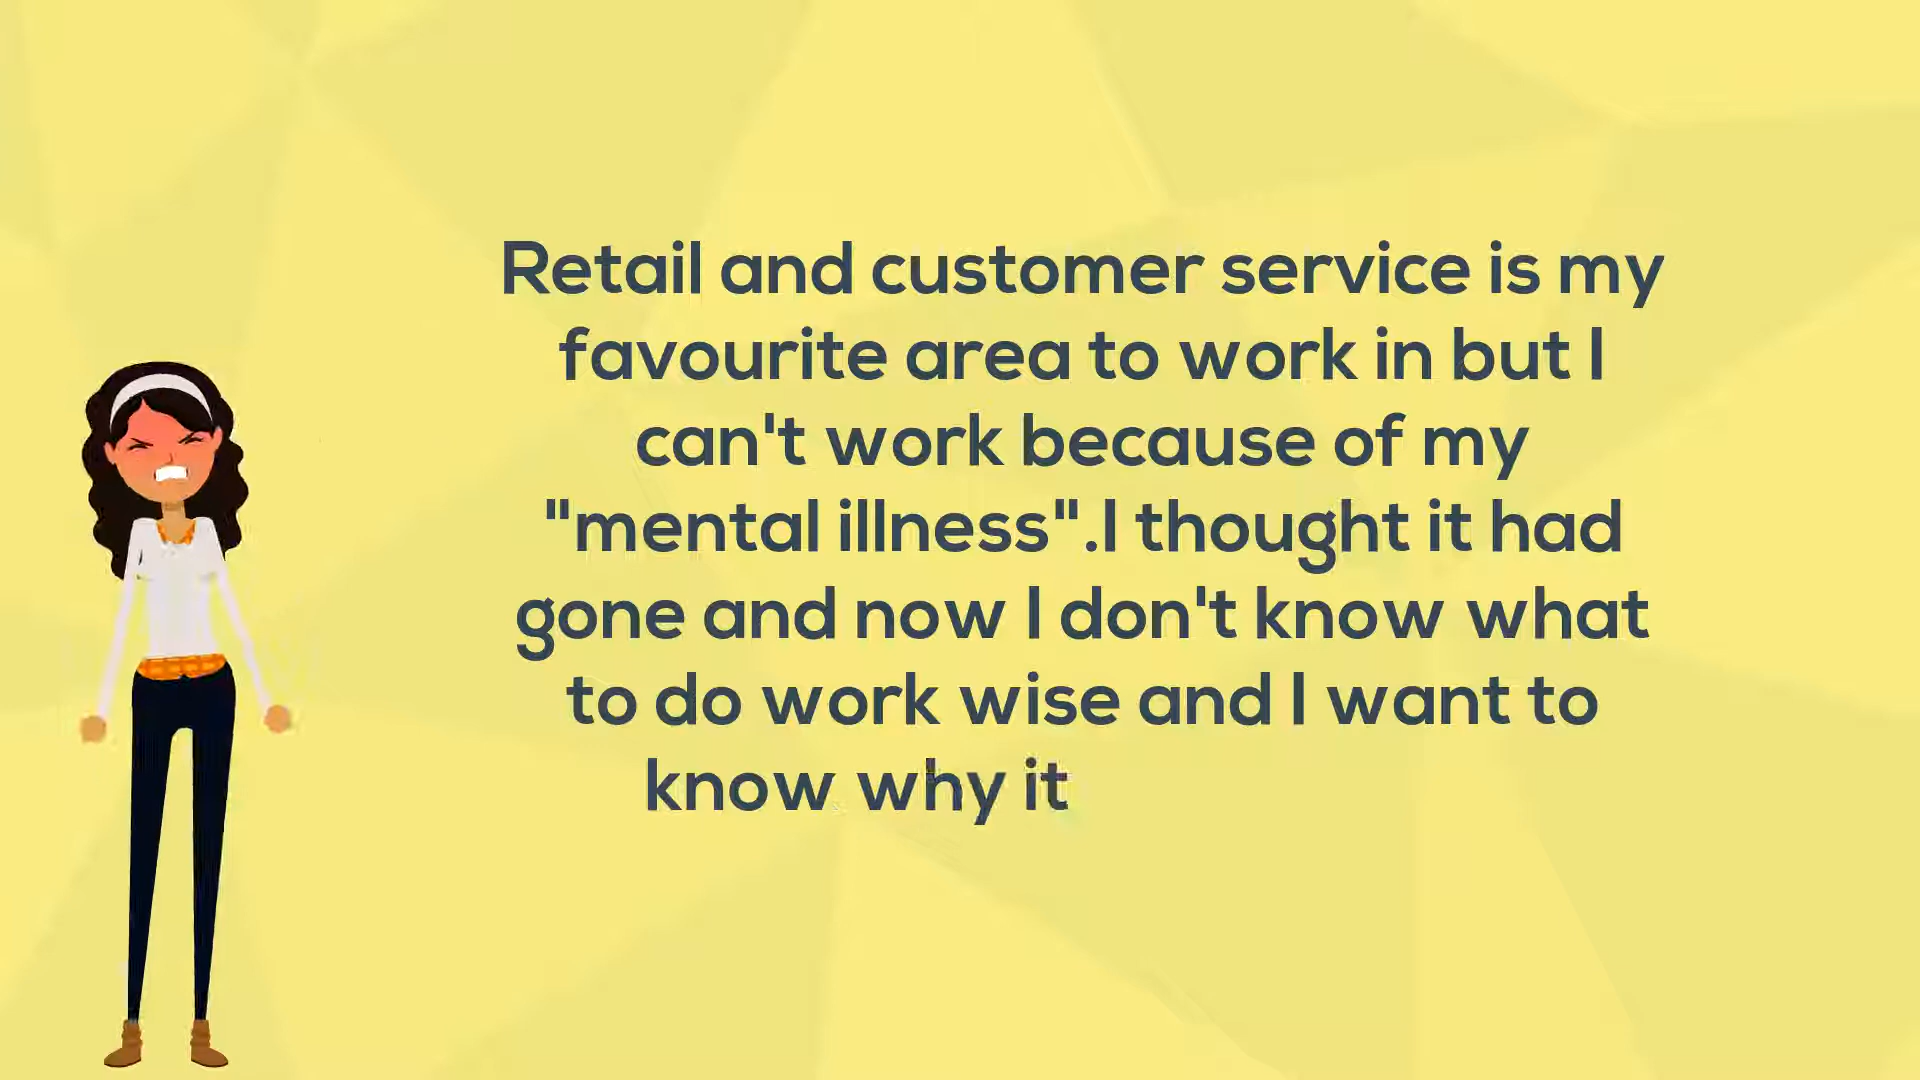 Retail and customer service is my
favourite area to work in but I
can't work because of my
"mental illness".I thought it had
gone and now I don't know what
to do work wise and I want to
know why it